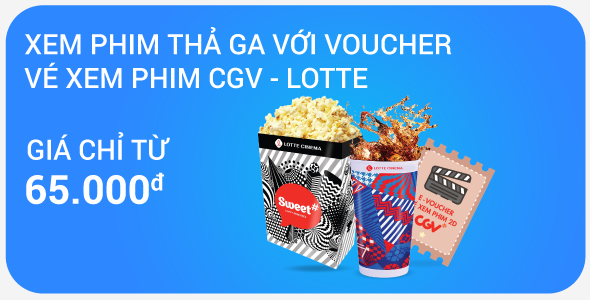 XEM PHIM THẢ GA VỚI VOUCHER
VÉ XEM PHIM CGV - LOTTE
GIÁ CHỈ TỪ
65.000đ
LOTTE CINEMA
Sweet
LOTTE CINEMA
E-VOUCHER
XEM PHIM 2D
CGV